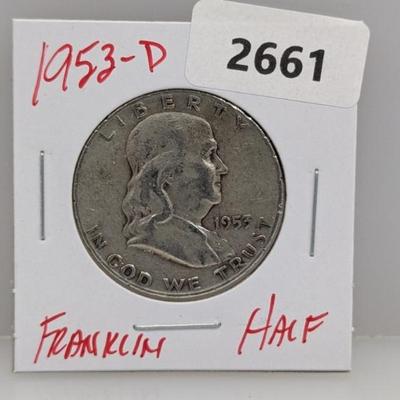 1953-D
2661
LIBERTY
1953
IN GOD WE TRUST
FRANKLIN HALF